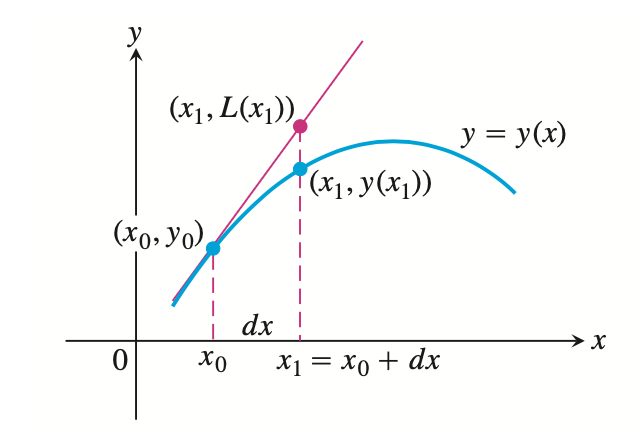 y
(x₁, L(x₁))
y = y(x)
(x₁, y(x₁))
(x₀, y₀)
dx
x
0
x₀
x₁ = x₀ + dx